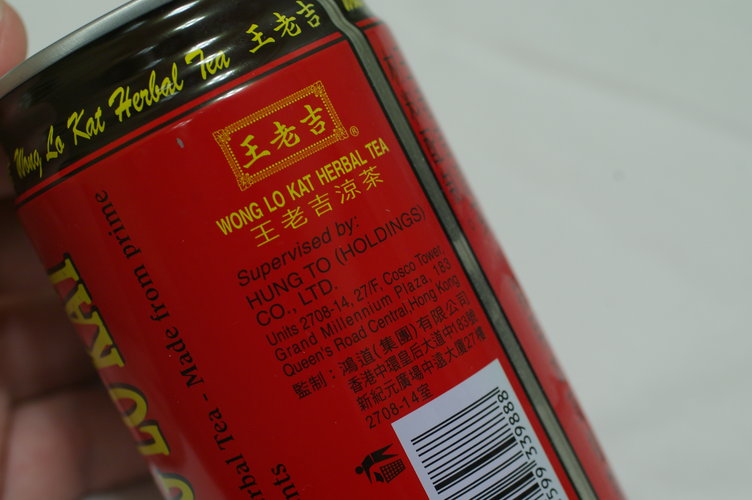 Wong Lo Kat Herbal Tea 王老吉
王老吉
®
WONG LO KAT HERBAL TEA
王老吉涼茶
Supervised by:
HUNG TO (HOLDINGS)
CO., LTD.
Units 2708-14, 27/F, Cosco Tower,
Grand Millennium Plaza, 183
Queen's Road Central, Hong Kong
監制：鴻道(集團)有限公司
香港中環皇后大道中183號
新紀元廣場中遠大廈27樓
2708-14室
599 339888
LO KAT
rbal Tea - Made from prime
nts